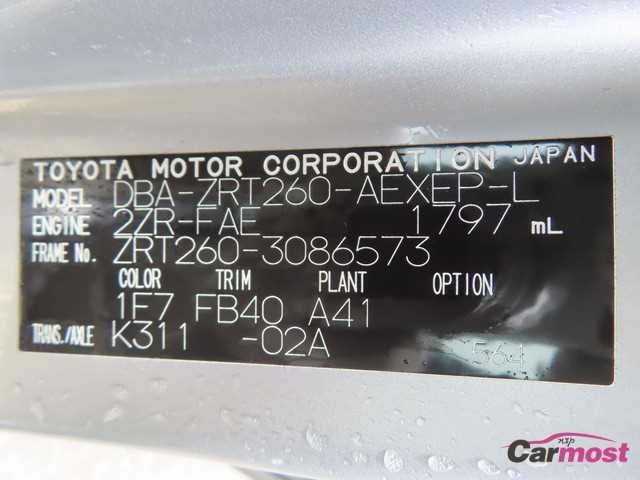 TOYOTA MOTOR CORPORATION JAPAN
MODEL DBA-ZRT260-AEXEP-L
ENGINE 2ZR-FAE 1797 mL
FRAME No. ZRT260-3086573
COLOR TRIM PLANT OPTION
1F7 FB40 A41
TRANS./AXLE K311 -02A
564
nxp
Carmost